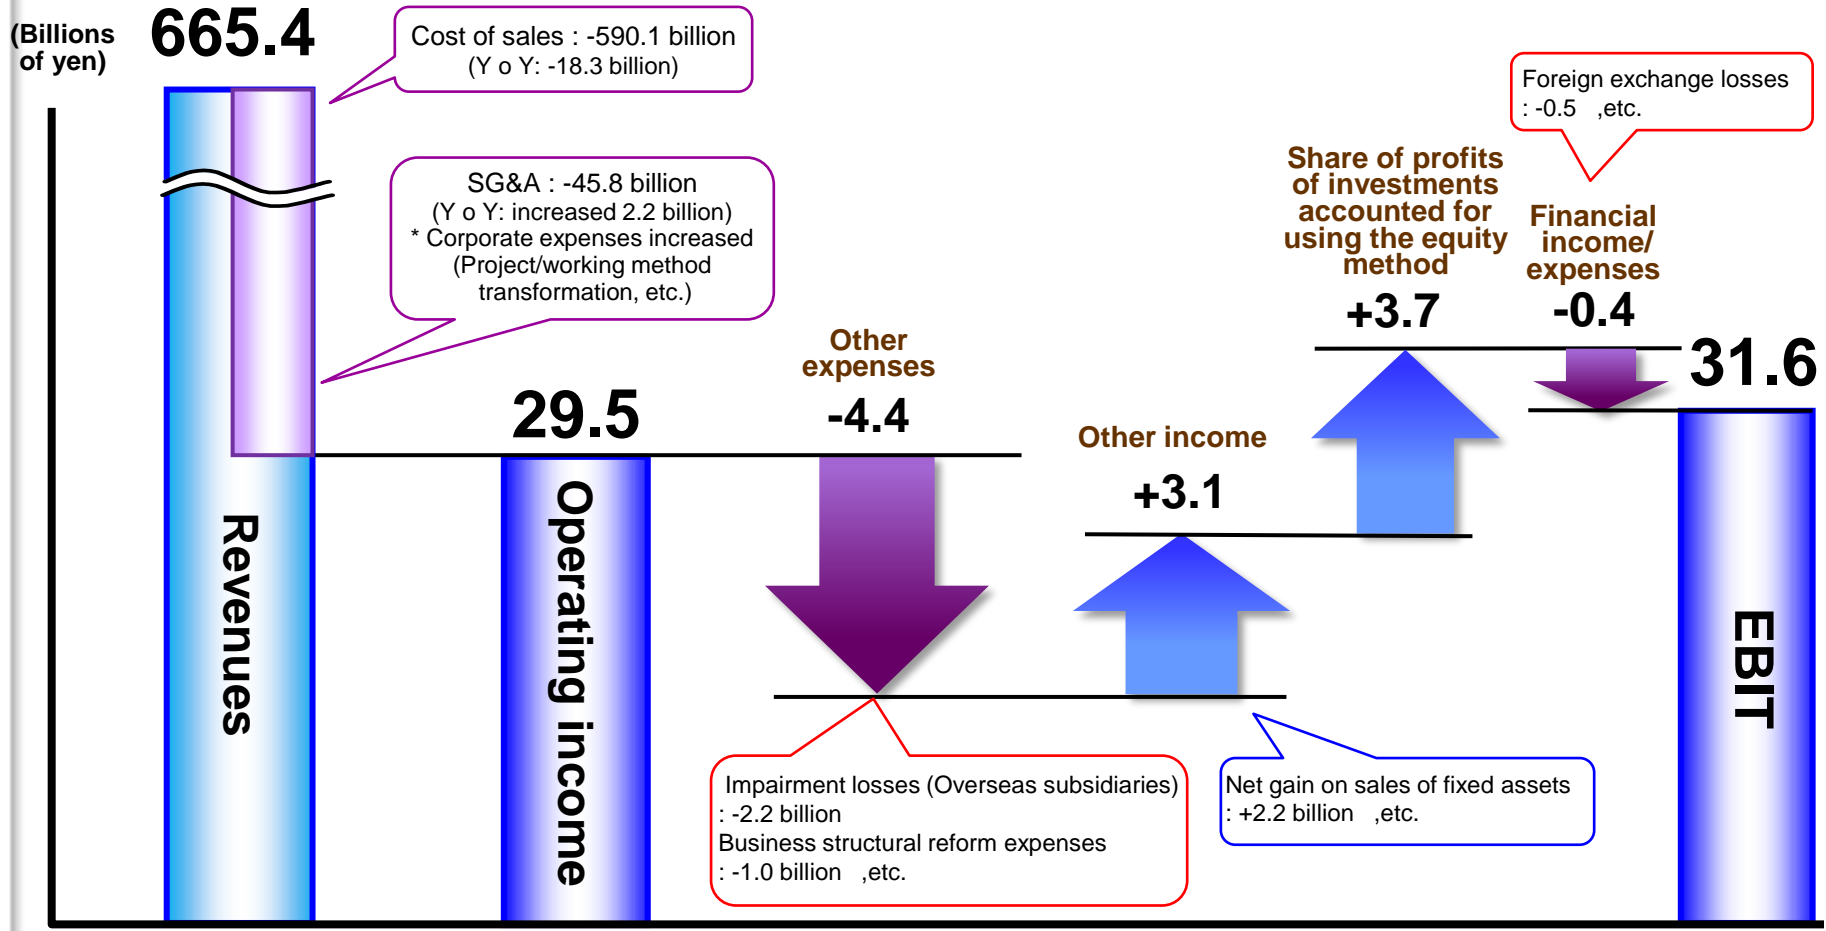 (Billions
of yen)
665.4
Cost of sales : -590.1 billion
(Y o Y: -18.3 billion)
SG&A : -45.8 billion
(Y o Y: increased 2.2 billion)
* Corporate expenses increased
(Project/working method
transformation, etc.)
Revenues
29.5
Operating income
Other
expenses
-4.4
Impairment losses (Overseas subsidiaries)
: -2.2 billion
Business structural reform expenses
: -1.0 billion ,etc.
Other income
+3.1
Net gain on sales of fixed assets
: +2.2 billion ,etc.
Share of profits
of investments
accounted for
using the equity
method
+3.7
Foreign exchange losses
: -0.5 ,etc.
Financial
income/
expenses
-0.4
31.6
EBIT